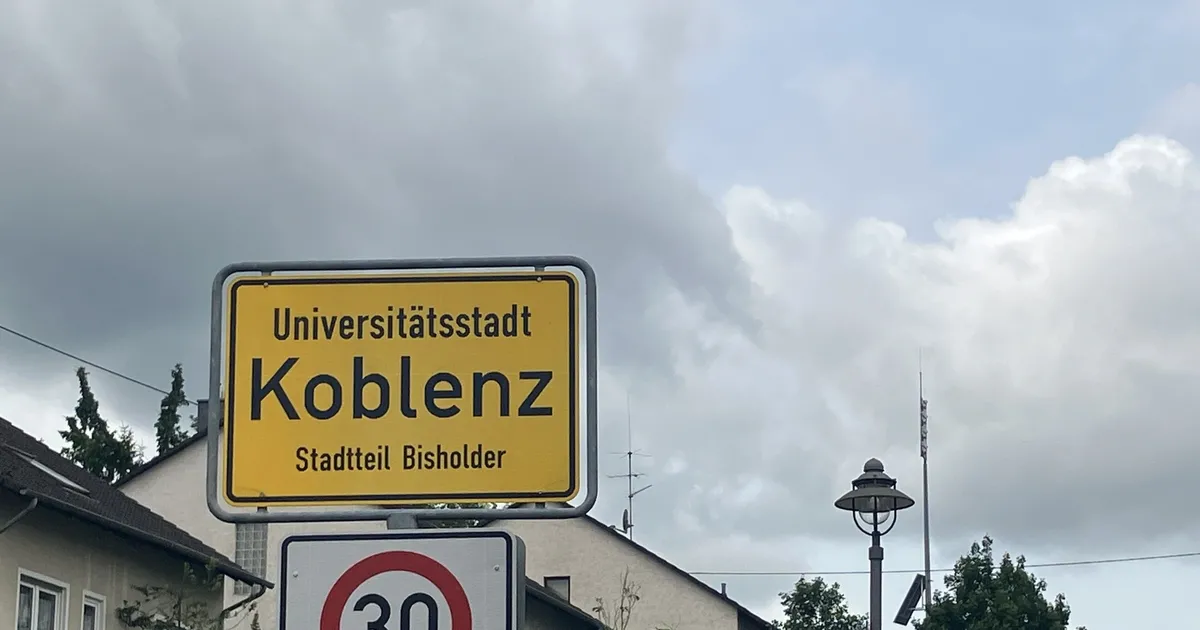 Universitätsstadt
Koblenz
Stadtteil Bisholder
30